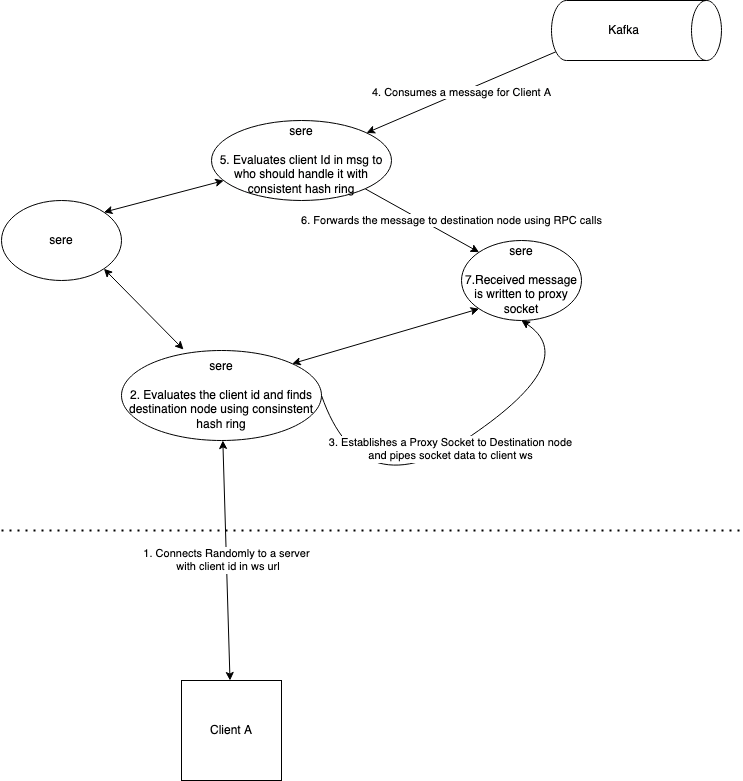 Kafka
4. Consumes a message for Client A
sere
5. Evaluates client Id in msg to
who should handle it with
consistent hash ring
6. Forwards the message to destination node using RPC calls
sere
sere
7.Received message
is written to proxy
socket
sere
2. Evaluates the client id and finds
destination node using consinstent
hash ring
3. Establishes a Proxy Socket to Destination node
and pipes socket data to client ws
1. Connects Randomly to a server
with client id in ws url
Client A